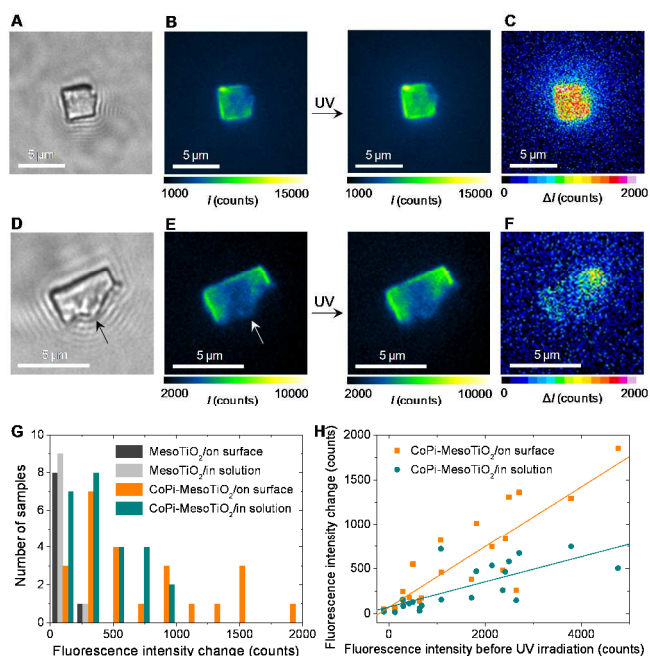 A
B
C
5 μm
5 μm
UV
5 μm
5 μm
1000 15000
I (counts)
1000 15000
I (counts)
0 2000
ΔI (counts)
D
E
F
5 μm
5 μm
UV
5 μm
5 μm
2000 10000
I (counts)
2000 10000
I (counts)
0 2000
ΔI (counts)
G
10
8
6
4
2
0
Number of samples
MesoTiO2/on surface
MesoTiO2/in solution
CoPi-MesoTiO2/on surface
CoPi-MesoTiO2/in solution
0 500 1000 1500 2000
Fluorescence intensity change (counts)
H
2000
1750
1500
1000
500
0
Fluorescence intensity change (counts)
CoPi-MesoTiO2/on surface
CoPi-MesoTiO2/in solution
0 2000 4000
Fluorescence intensity before UV irradiation (counts)